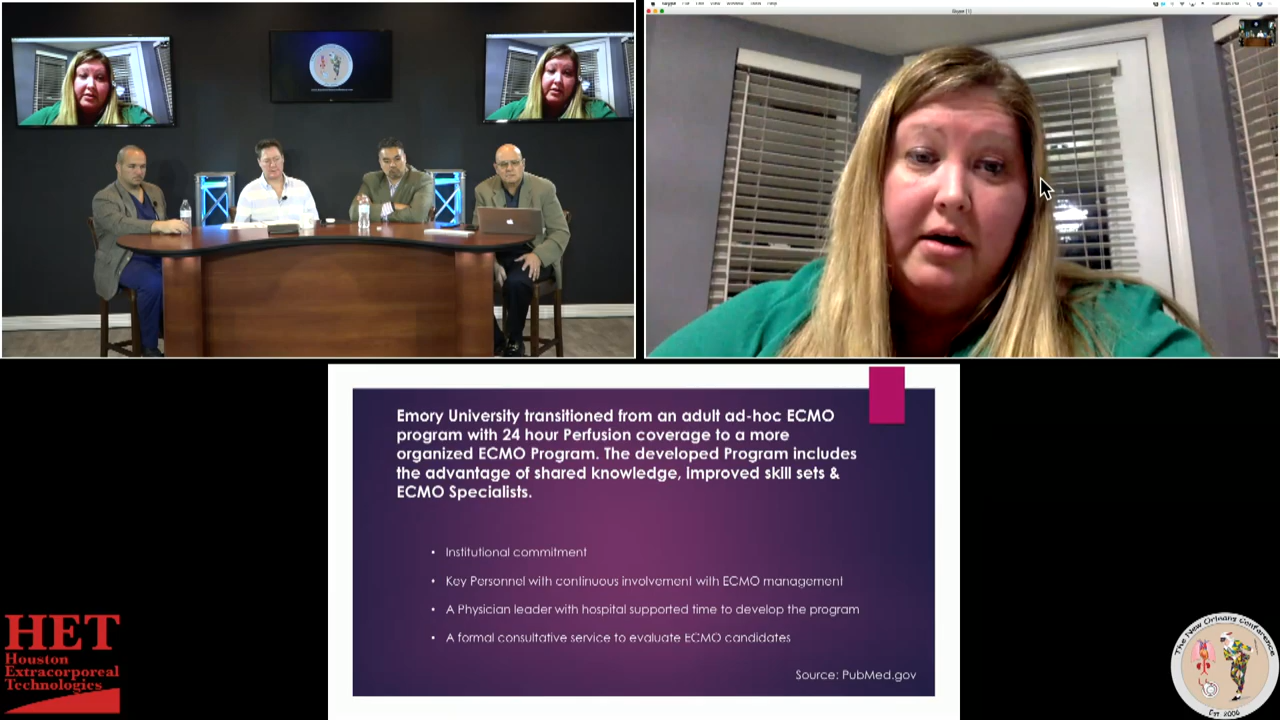 Emory University transitioned from an adult ad-hoc ECMO
program with 24 hour Perfusion coverage to a more
organized ECMO Program. The developed Program includes
the advantage of shared knowledge, improved skill sets &
ECMO Specialists.
• Institutional commitment
• Key Personnel with continuous involvement with ECMO management
• A Physician leader with hospital supported time to develop the program
• A formal consultative service to evaluate ECMO candidates
Source: PubMed.gov
HET
Houston
Extracorporeal
Technologies
The New Orleans Conference
Est. 2006